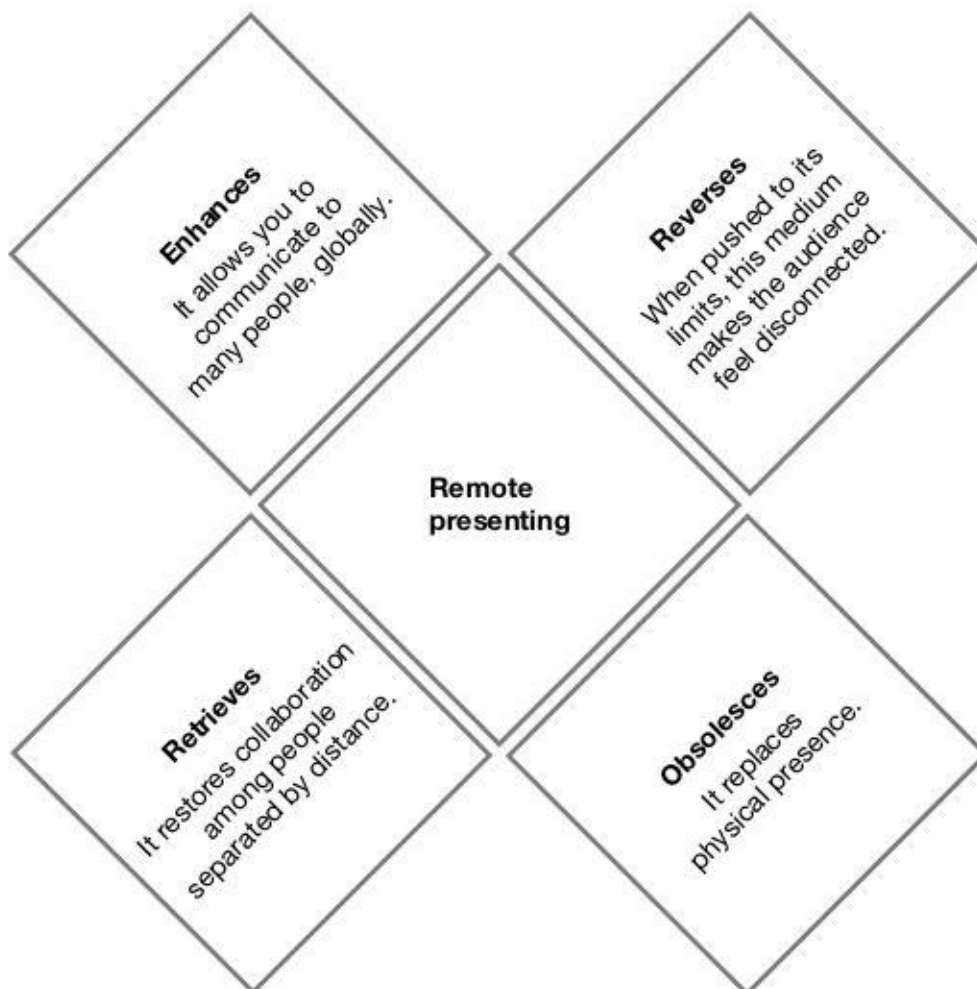 Enhances
It allows you to
communicate to
many people, globally.
Reverses
When pushed to its
limits, this medium
makes the audience
feel disconnected.
Remote
presenting
Retrieves
It restores collaboration
among people
separated by distance.
Obsolesces
It replaces
physical presence.